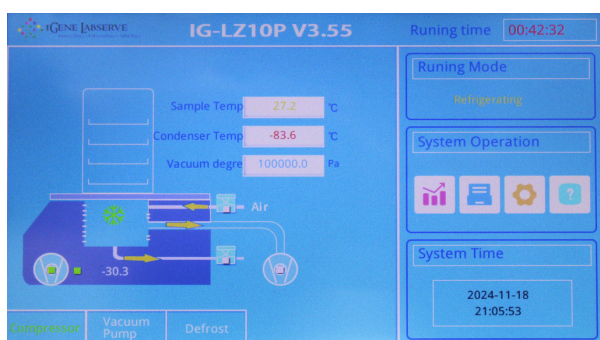 iGENE LABSERVE
IG-LZ10P V3.55
Runing time 00:42:32
Sample Temp 27.2 ℃
Condenser Temp -83.6 ℃
Vacuum degre 100000.0 Pa
Air
-30.3
Compressor
Vacuum
Pump
Defrost
Runing Mode
Refrigerating
System Operation
?
System Time
2024-11-18
21:05:53